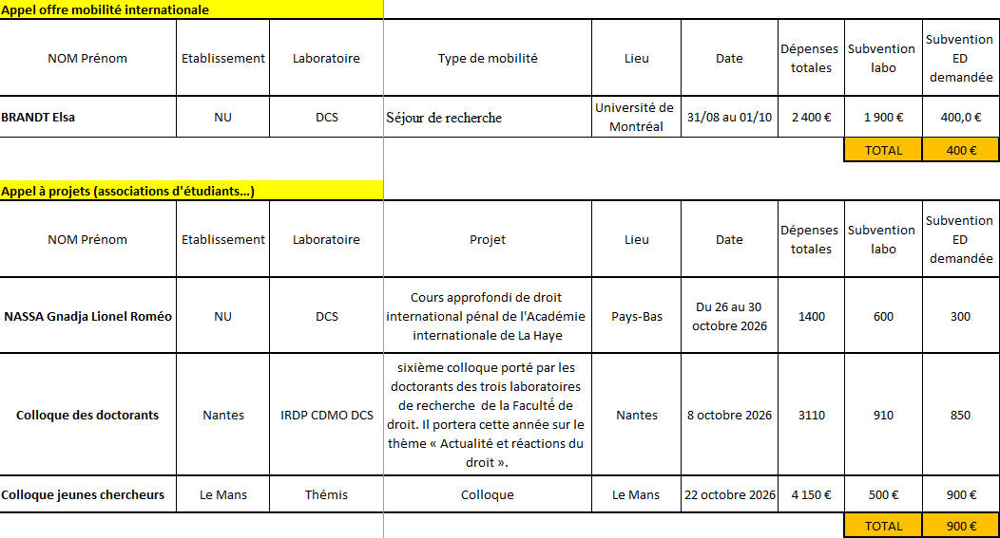 Appel offre mobilité internationale
NOM Prénom Etablissement Laboratoire Type de mobilité Lieu Date Dépenses totales Subvention labo Subvention ED demandée
BRANDT Elsa NU DCS Séjour de recherche Université de Montréal 31/08 au 01/10 2 400 € 1 900 € 400,0 €
TOTAL 400 €
Appel à projets (associations d'étudiants...)
NOM Prénom Etablissement Laboratoire Projet Lieu Date Dépenses totales Subvention labo Subvention ED demandée
NASSA Gnadja Lionel Roméo NU DCS Cours approfondi de droit international pénal de l'Académie internationale de La Haye Pays-Bas Du 26 au 30 octobre 2026 1400 600 300
Colloque des doctorants Nantes IRDP CDMO DCS sixième colloque porté par les doctorants des trois laboratoires de recherche de la Faculté de droit. Il portera cette année sur le thème « Actualité et réactions du droit ». Nantes 8 octobre 2026 3110 910 850
Colloque jeunes chercheurs Le Mans Thémis Colloque Le Mans 22 octobre 2026 4 150 € 500 € 900 €
TOTAL 900 €